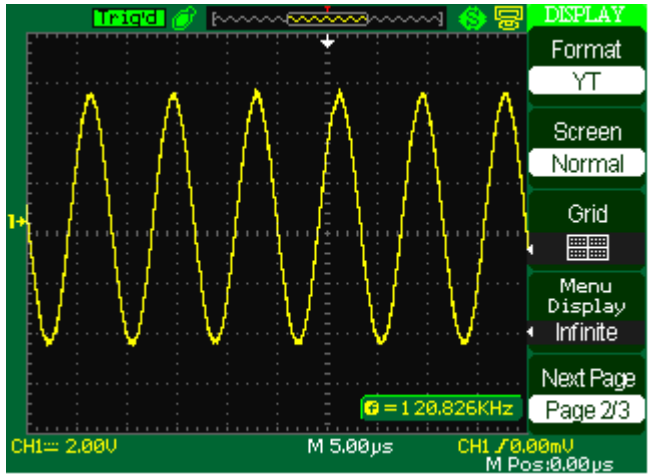 Trig'd
DISPLAY
Format
YT
Screen
Normal
Grid
Menu
Display
Infinite
Next Page
Page 2/3
1
f = 120.826KHz
CH1 2.00V
M 5.00µs
CH1 0.00mV
M Pos:0.00µs